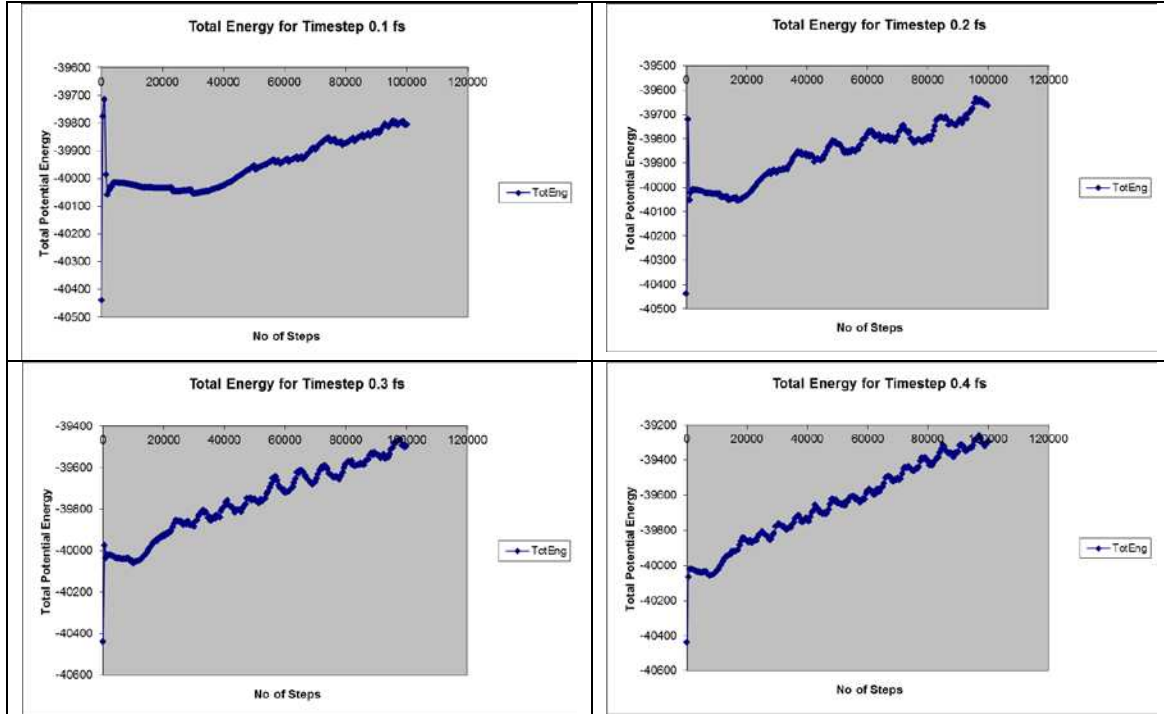 Total Energy for Timestep 0.1 fs
-39600
0 20000 40000 60000 80000 100000 120000
-39700
-39800
-39900
-40000
-40100
-40200
-40300
-40400
-40500
Total Potential Energy
No of Steps
TotEng
Total Energy for Timestep 0.2 fs
-39500
0 20000 40000 60000 80000 100000 120000
-39600
-39700
-39800
-39900
-40000
-40100
-40200
-40300
-40400
-40500
Total Potential Energy
No of Steps
TotEng
Total Energy for Timestep 0.3 fs
-39400
0 20000 40000 60000 80000 100000 120000
-39600
-39800
-40000
-40200
-40400
-40600
Total Potential Energy
No of Steps
TotEng
Total Energy for Timestep 0.4 fs
-39200
0 20000 40000 60000 80000 100000 120000
-39400
-39600
-39800
-40000
-40200
-40400
-40600
Total Potential Energy
No of Steps
TotEng